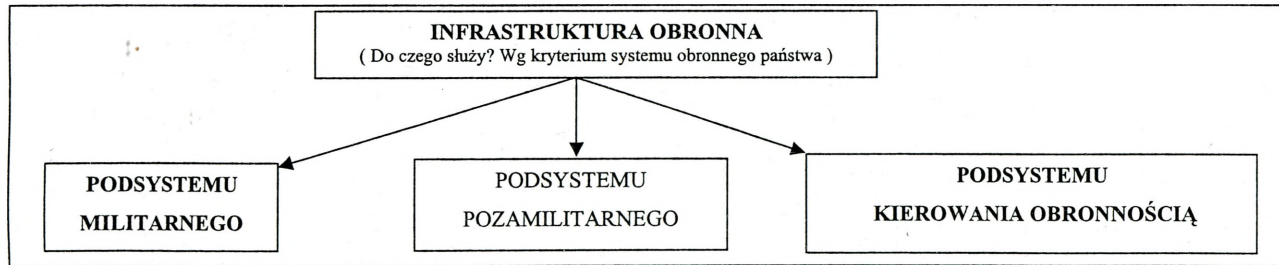 INFRASTRUKTURA OBRONNA
( Do czego służy? Wg kryterium systemu obronnego państwa )
PODSYSTEMU
MILITARNEGO
PODSYSTEMU
POZAMILITARNEGO
PODSYSTEMU
KIEROWANIA OBRONNOŚCIĄ